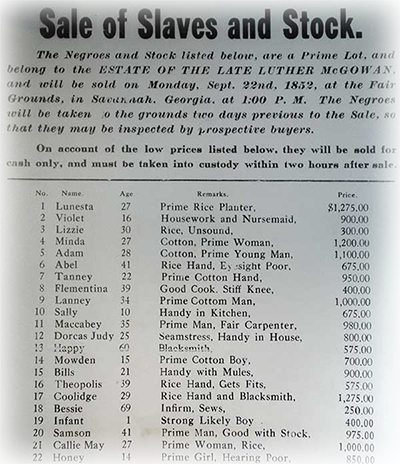 Sale of Slaves and Stock.
The Negroes and Stock listed below, are a Prime Lot, and
belong to the ESTATE OF THE LATE LUTHER McGOWAN,
and will be sold on Monday, Sept. 22nd, 1852, at the Fair
Grounds, in Savannah, Georgia, at 1:00 P. M. The Negroes
will be taken to the grounds two days previous to the Sale, so
that they may be inspected by prospective buyers.
On account of the low prices listed below, they will be sold for
cash only, and must be taken into custody within two hours after sale.
No. Name. Age Remarks. Price.
1 Lunesta 27 Prime Rice Planter, $1,275.00
2 Violet 16 Housework and Nursemaid, 900.00
3 Lizzie 30 Rice, Unsound, 300.00
4 Minda 27 Cotton, Prime Woman, 1,200.00
5 Adam 28 Cotton, Prime Young Man, 1,100.00
6 Abel 41 Rice Hand, Eyesight Poor, 675.00
7 Tanney 22 Prime Cotton Hand, 950.00
8 Flementina 39 Good Cook. Stiff Knee, 400.00
9 Lanney 34 Prime Cottom Man, 1,000.00
10 Sally 10 Handy in Kitchen, 675.00
11 Maccabey 35 Prime Man, Fair Carpenter, 980.00
12 Dorcas Judy 25 Seamstress, Handy in House, 800.00
13 Happy 60 Blacksmith, 575.00
14 Mowden 15 Prime Cotton Boy, 700.00
15 Bills 21 Handy with Mules, 900.00
16 Theopolis 39 Rice Hand, Gets Fits, 575.00
17 Coolidge 29 Rice Hand and Blacksmith, 1,275.00
18 Bessie 69 Infirm, Sews, 250.00
19 Infant 1 Strong Likely Boy 400.00
20 Samson 41 Prime Man, Good with Stock, 975.00
21 Callie May 27 Prime Woman, Rice, 1,000.00
22 Honey 14 Prime Girl, Hearing Poor, 850.00